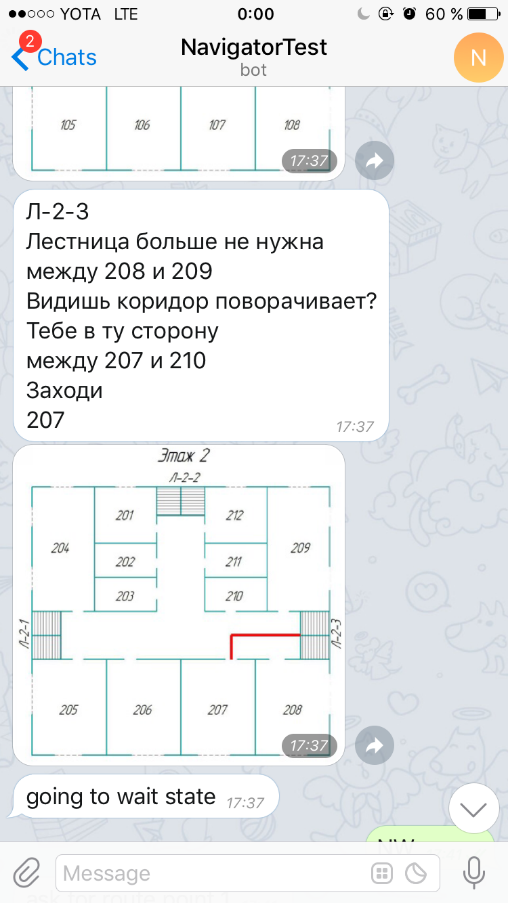 YOTA LTE 0:00 60 %
2
Chats
NavigatorTest
bot
N
105 106 107 108
17:37
Л-2-3
Лестница больше не нужна
между 208 и 209
Видишь коридор поворачивает?
Тебе в ту сторону
между 207 и 210
Заходи
207
17:37
Этаж 2
Л-2-2
201 212
204 209
202 211
203 210
Л-2-1 Л-2-3
205 206 207 208
17:37
going to wait state 17:37
Message